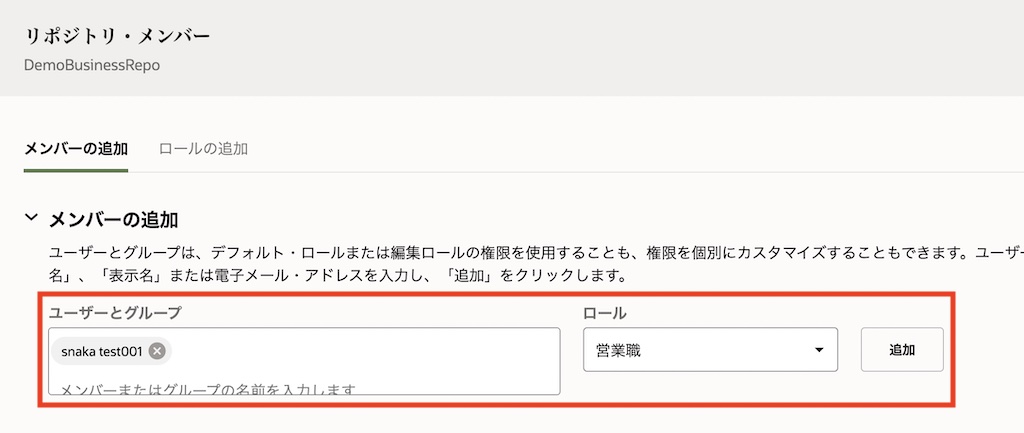 リポジトリ・メンバー
DemoBusinessRepo
メンバーの追加 ロールの追加
メンバーの追加
ユーザーとグループは、デフォルト・ロールまたは編集ロールの権限を使用することも、権限を個別にカスタマイズすることもできます。ユーザー
名」、「表示名」または電子メール・アドレスを入力し、「追加」をクリックします。
ユーザーとグループ ロール
snaka test001 営業職 追加
メンバーまたはグループの名前を入力します